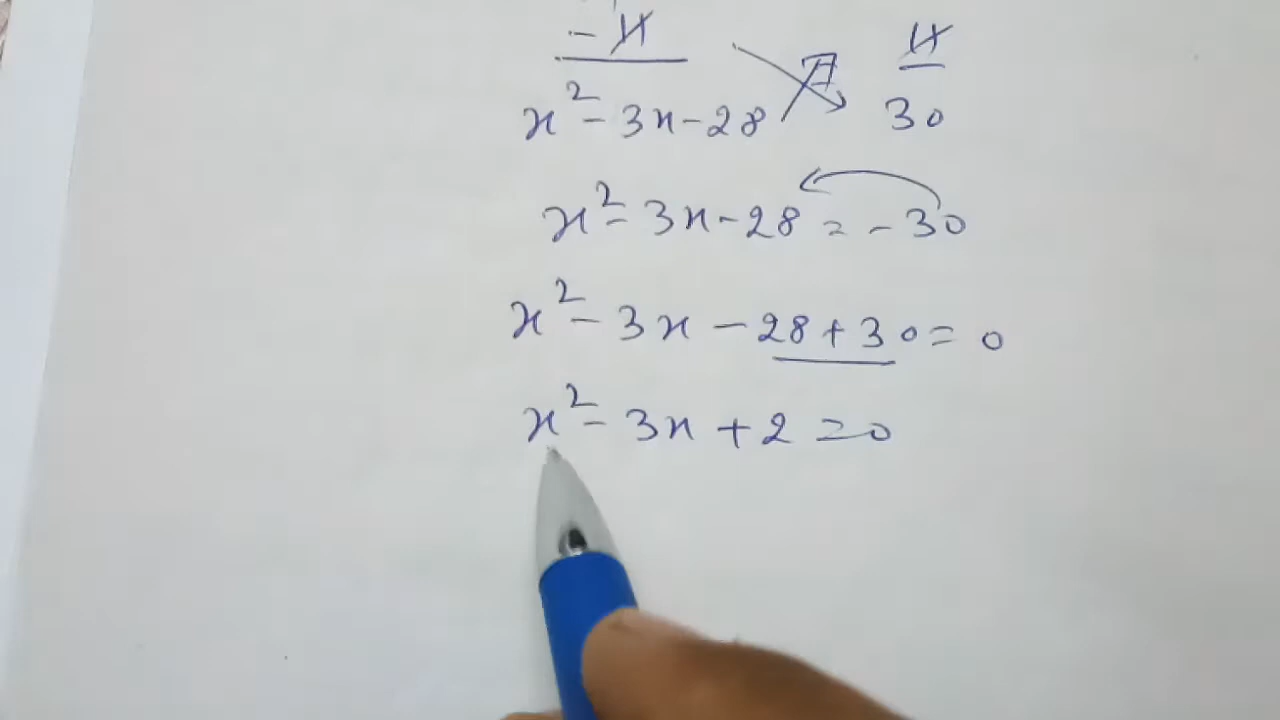 - 11 11
x² - 3x - 28 = 30
x² - 3x - 28 = - 30
x² - 3x - 28 + 30 = 0
x² - 3x + 2 = 0